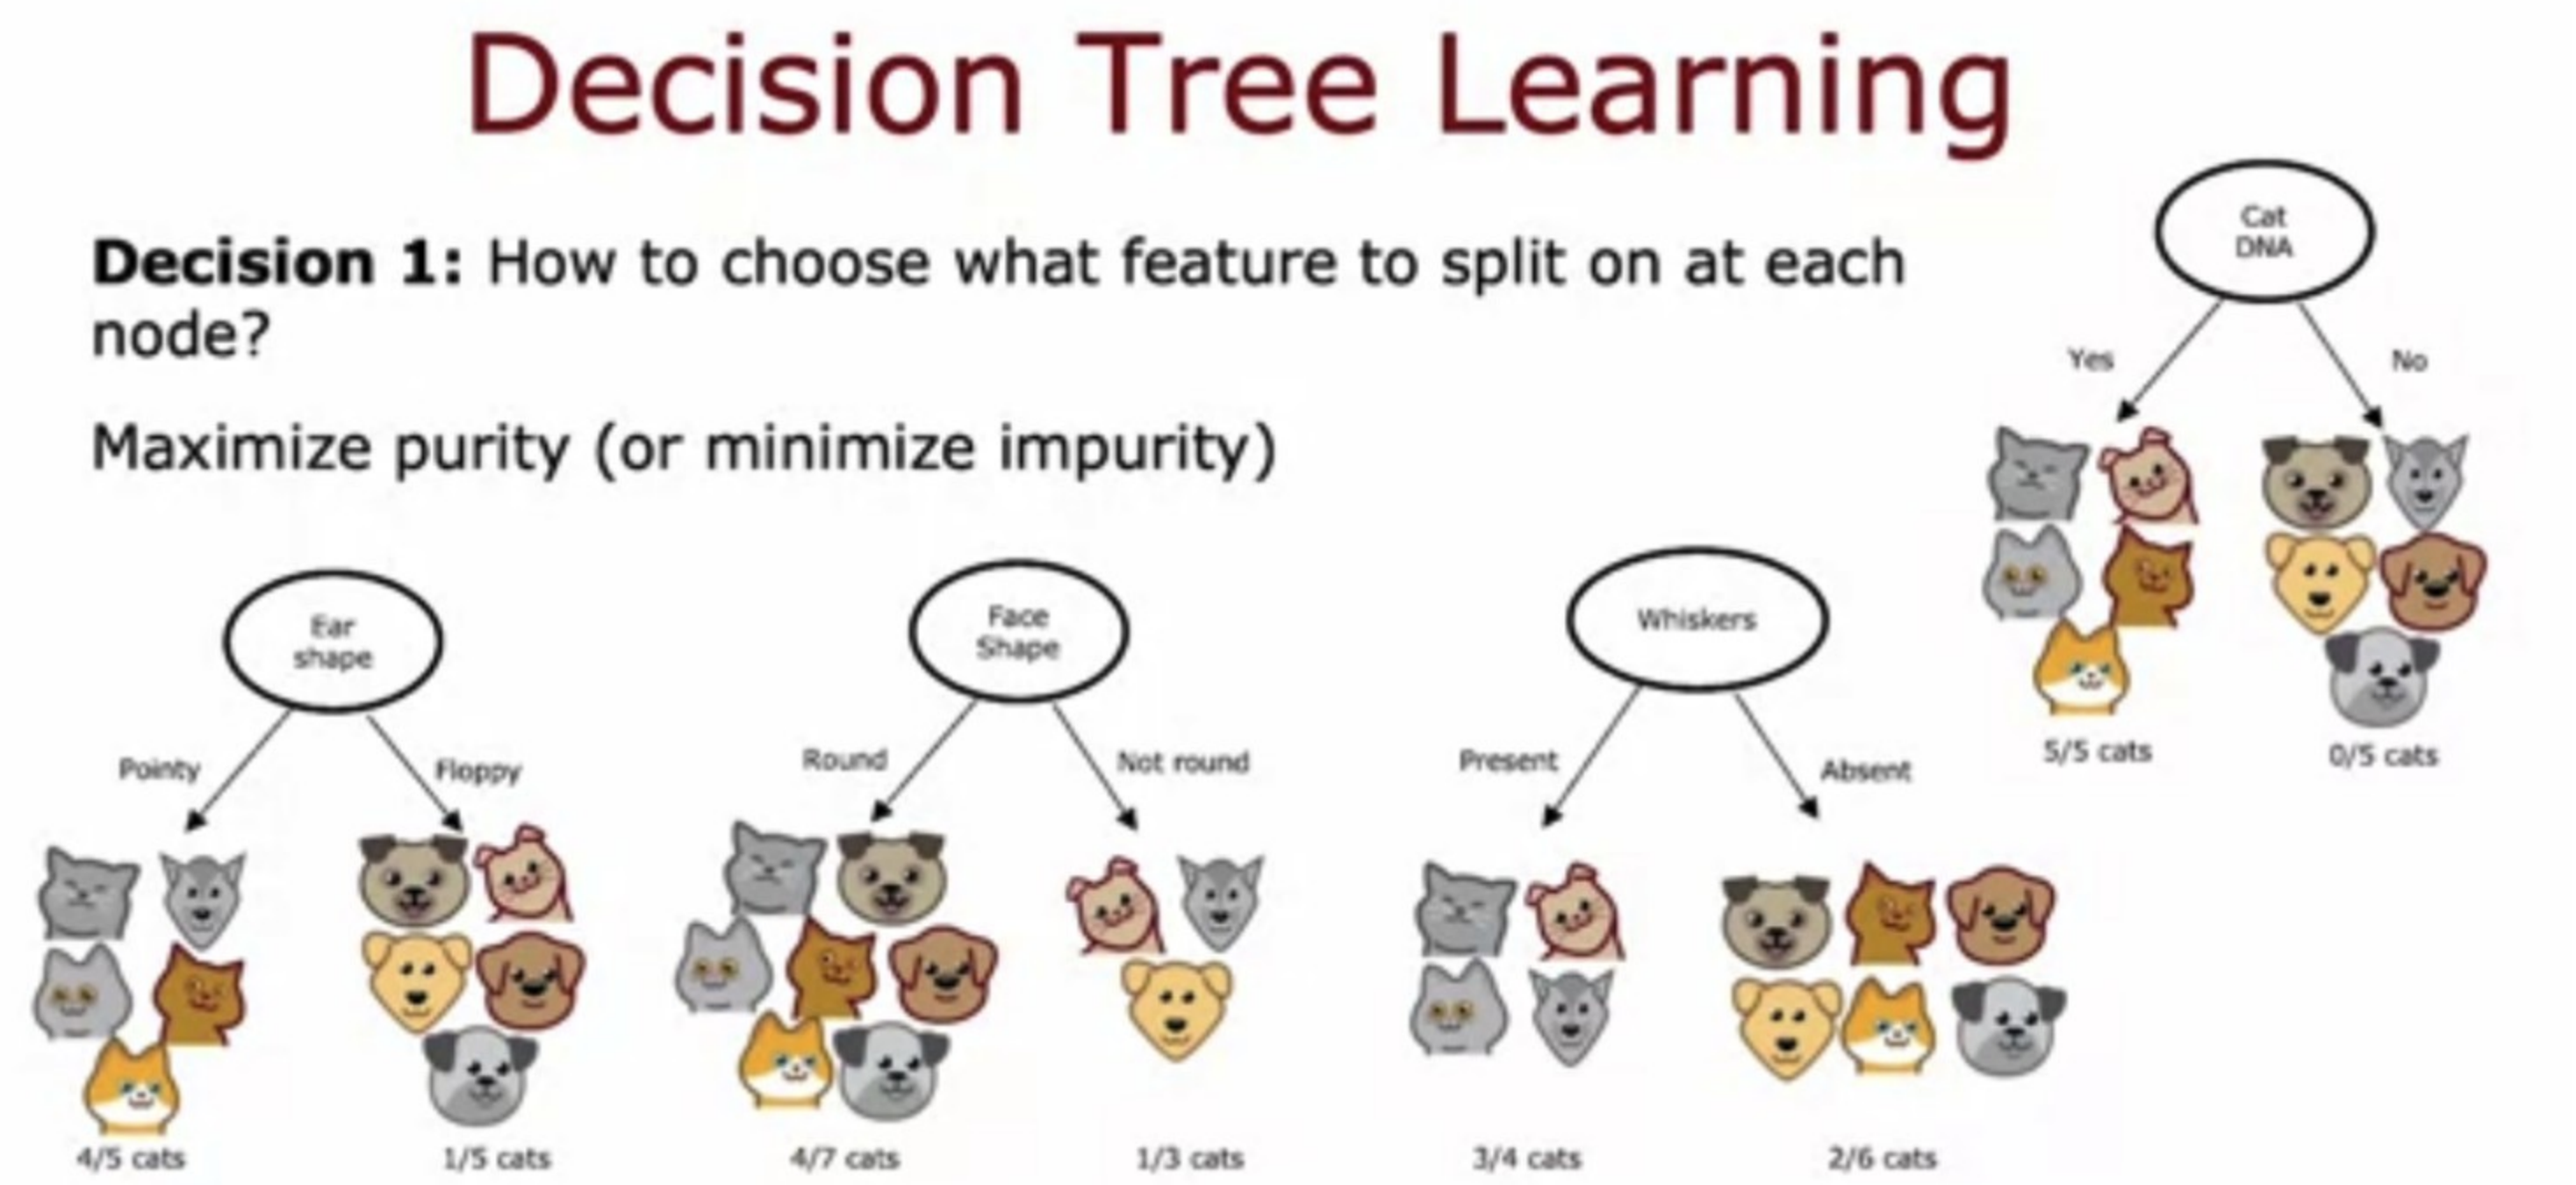 Decision Tree Learning
Decision 1: How to choose what feature to split on at each
node?
Maximize purity (or minimize impurity)
Cat
DNA
Yes
No
5/5 cats
0/5 cats
Ear
shape
Pointy
Floppy
4/5 cats
1/5 cats
Face
Shape
Round
Not round
4/7 cats
1/3 cats
Whiskers
Present
Absent
3/4 cats
2/6 cats